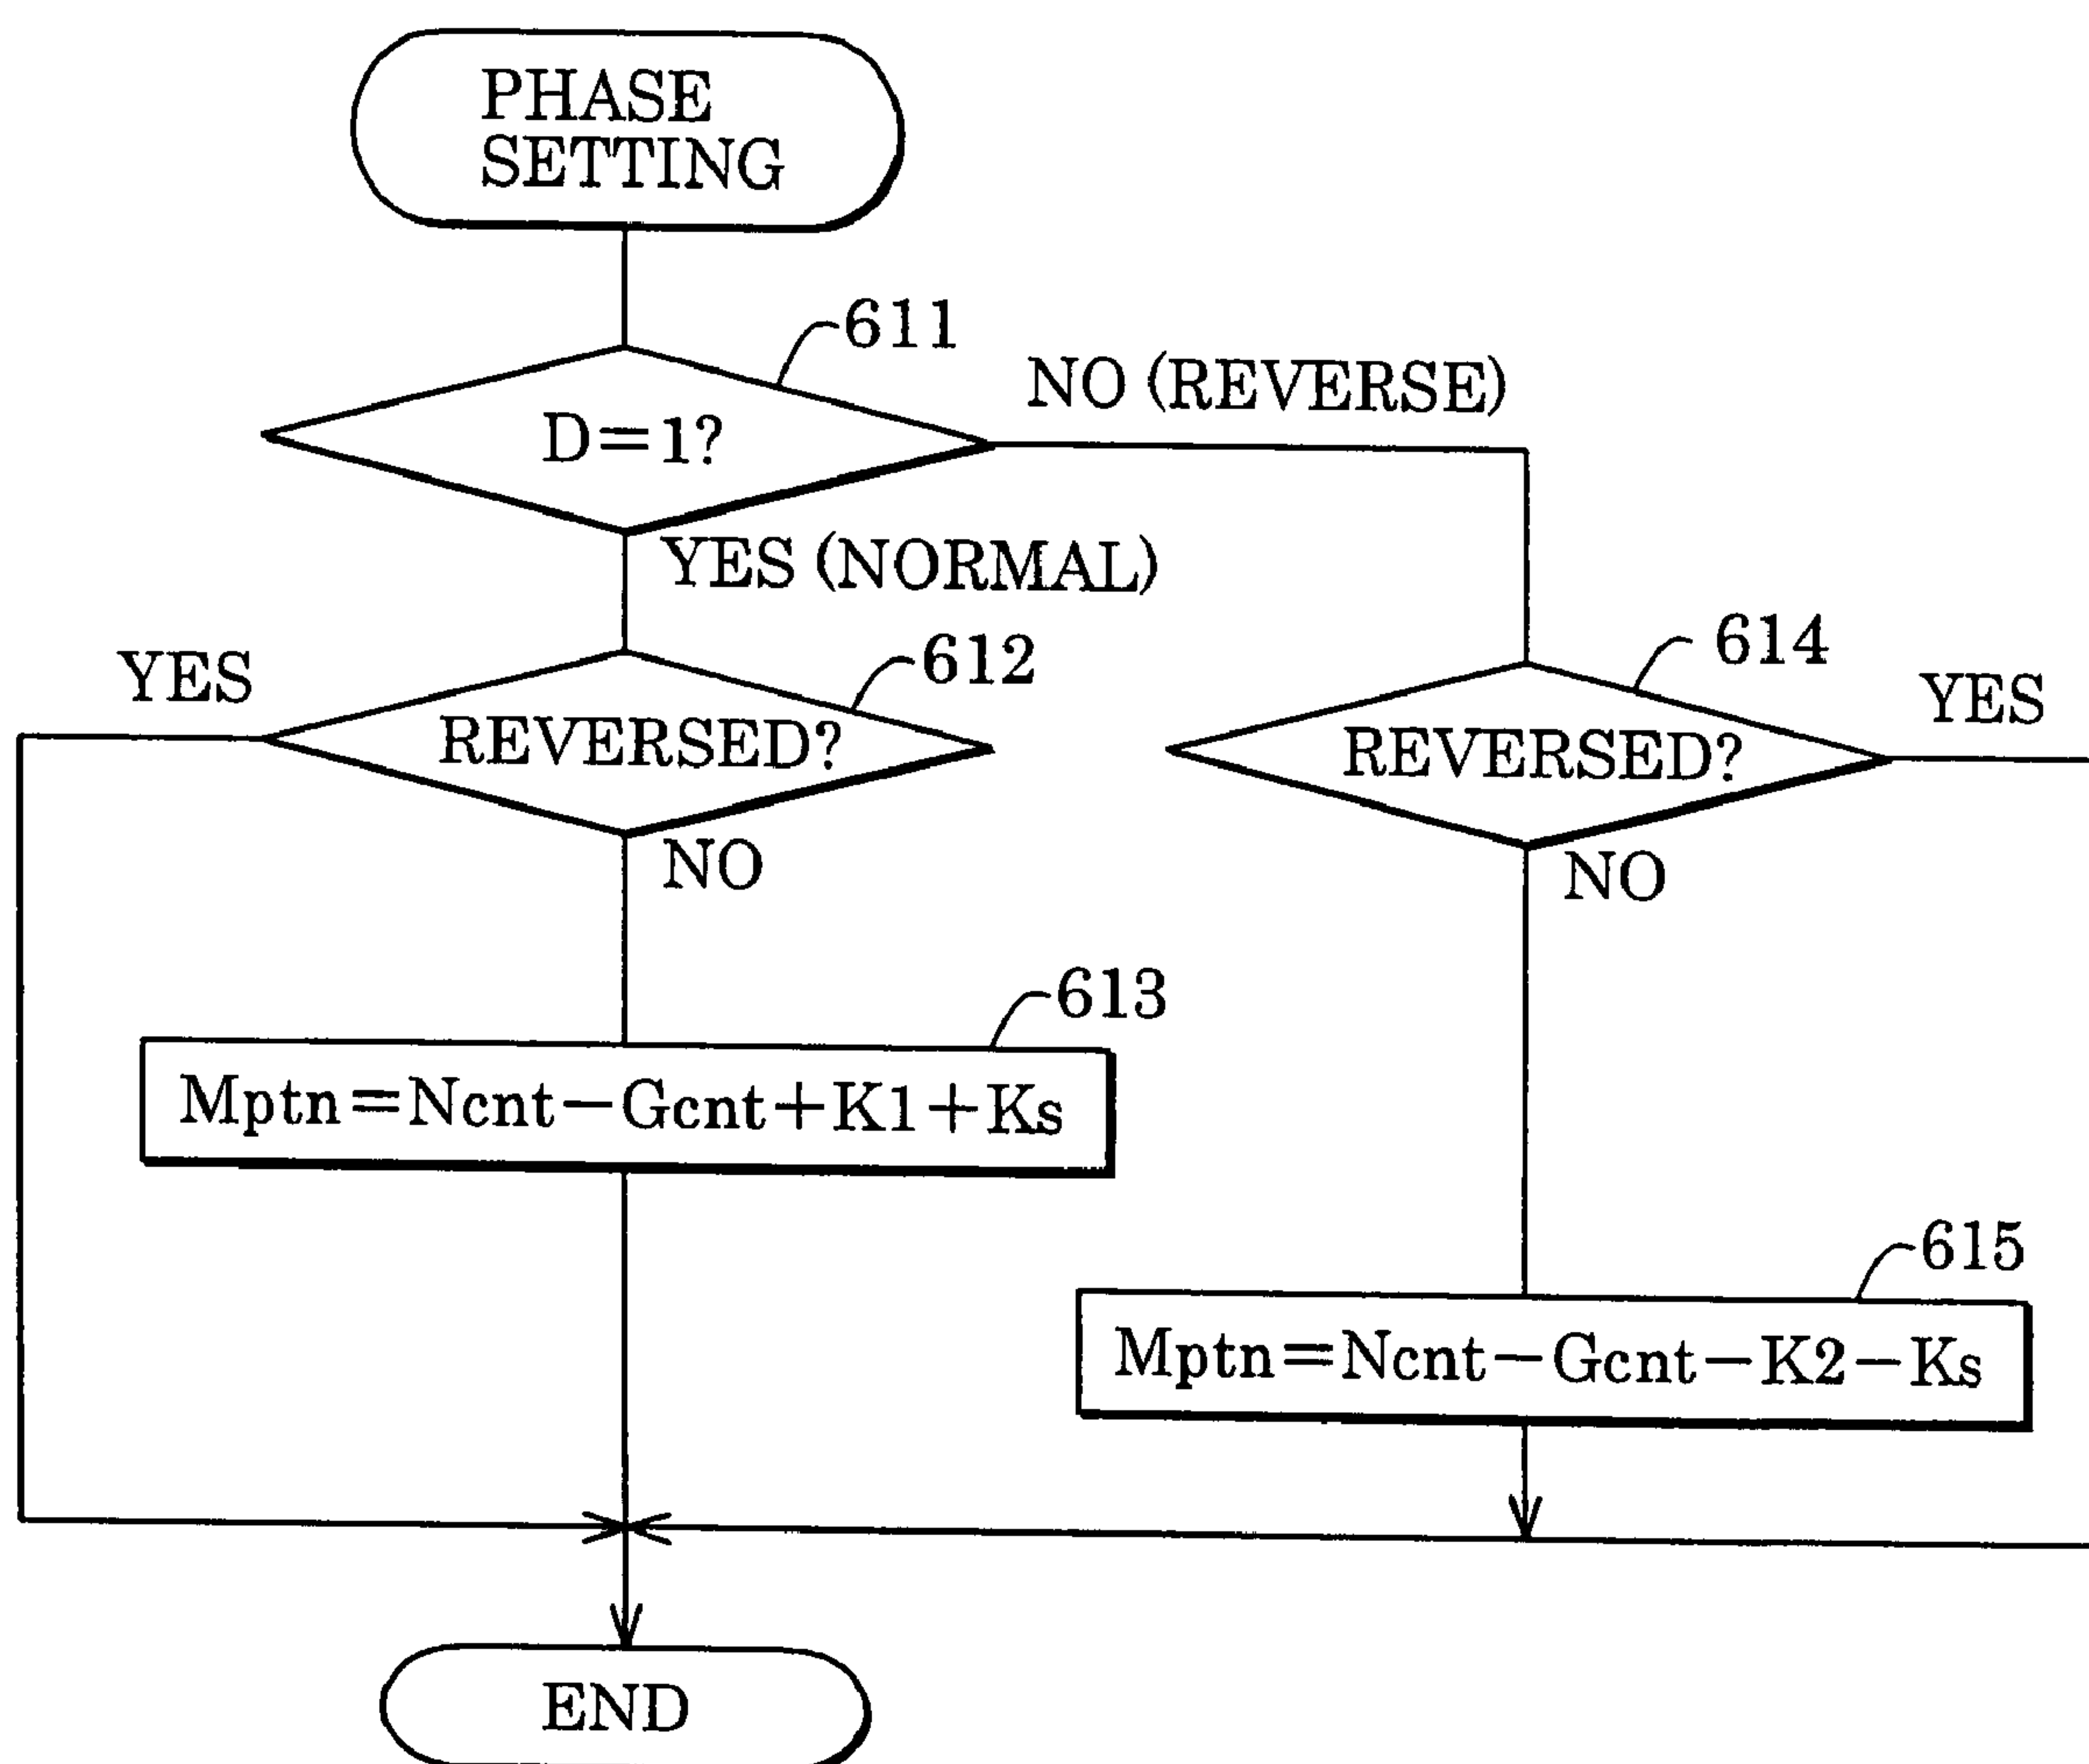 PHASE
SETTING
611
D=1?
NO (REVERSE)
YES (NORMAL)
612
614
YES
REVERSED?
REVERSED?
YES
NO
NO
613
Mptn=Ncnt−Gcnt+K1+Ks
615
Mptn=Ncnt−Gcnt−K2−Ks
END